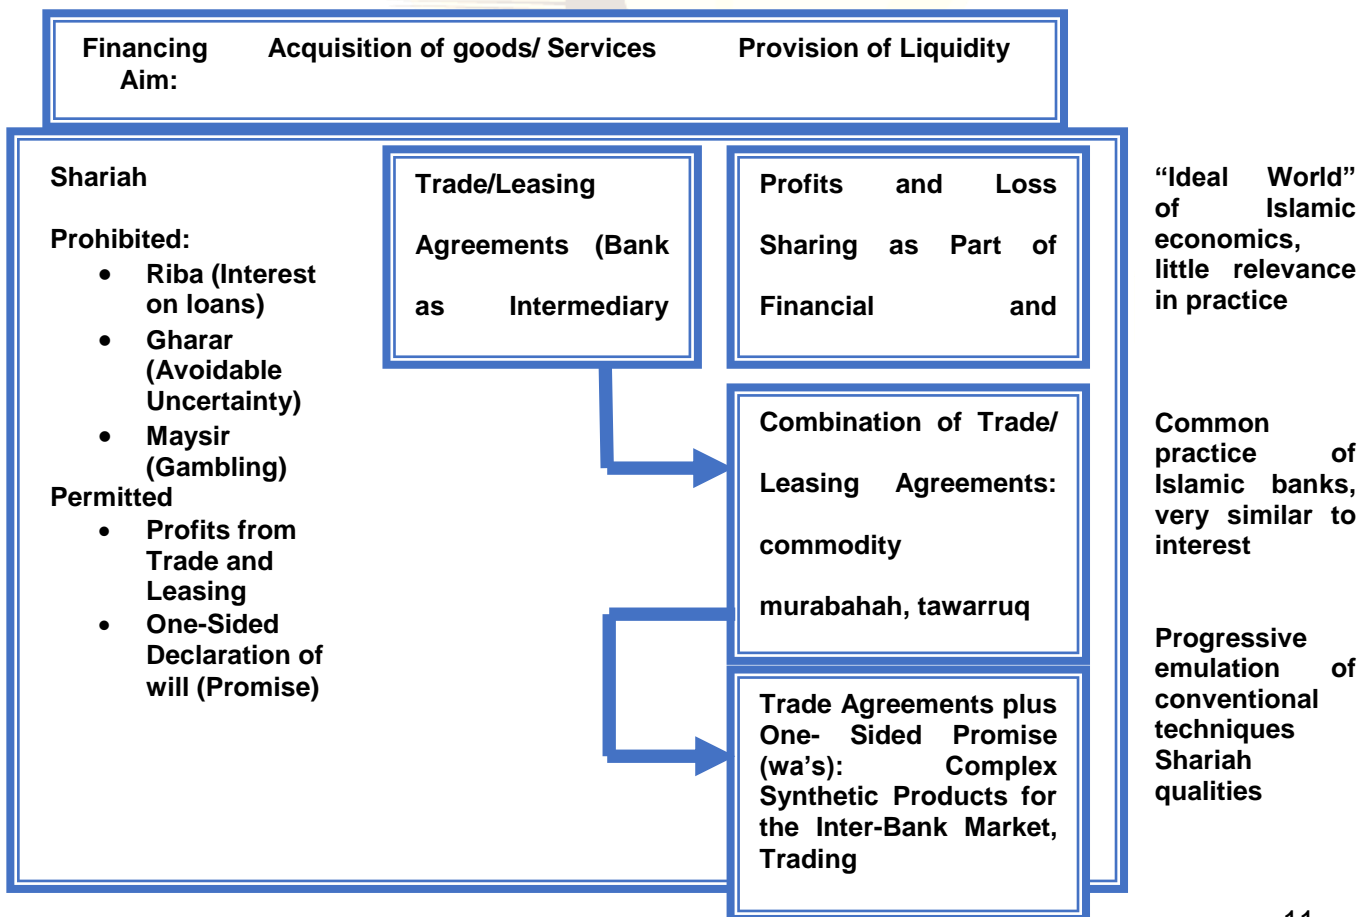 Financing Acquisition of goods/ Services Provision of Liquidity
Aim:
Shariah
Prohibited:
• Riba (Interest
on loans)
• Gharar
(Avoidable
Uncertainty)
• Maysir
(Gambling)
Permitted
• Profits from
Trade and
Leasing
• One-Sided
Declaration of
will (Promise)
Trade/Leasing
Agreements (Bank
as Intermediary
Profits and Loss
Sharing as Part of
Financial and
“Ideal World”
of Islamic
economics,
little relevance
in practice
Combination of Trade/
Leasing Agreements:
commodity
murabahah, tawarruq
Common
practice of
Islamic banks,
very similar to
interest
Trade Agreements plus
One- Sided Promise
(wa’s): Complex
Synthetic Products for
the Inter-Bank Market,
Trading
Progressive
emulation of
conventional
techniques
Shariah
qualities